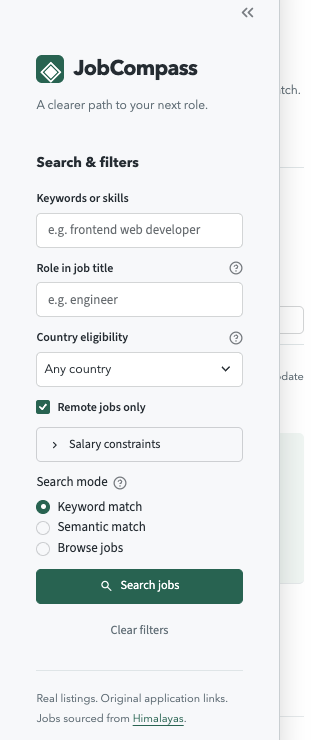 JobCompass
A clearer path to your next role.
atch.
Search & filters
Keywords or skills
e.g. frontend web developer
Role in job title
e.g. engineer
Country eligibility
Any country
odate
Remote jobs only
Salary constraints
Search mode
Keyword match
Semantic match
Browse jobs
Search jobs
Clear filters
Real listings. Original application links.
Jobs sourced from Himalayas.